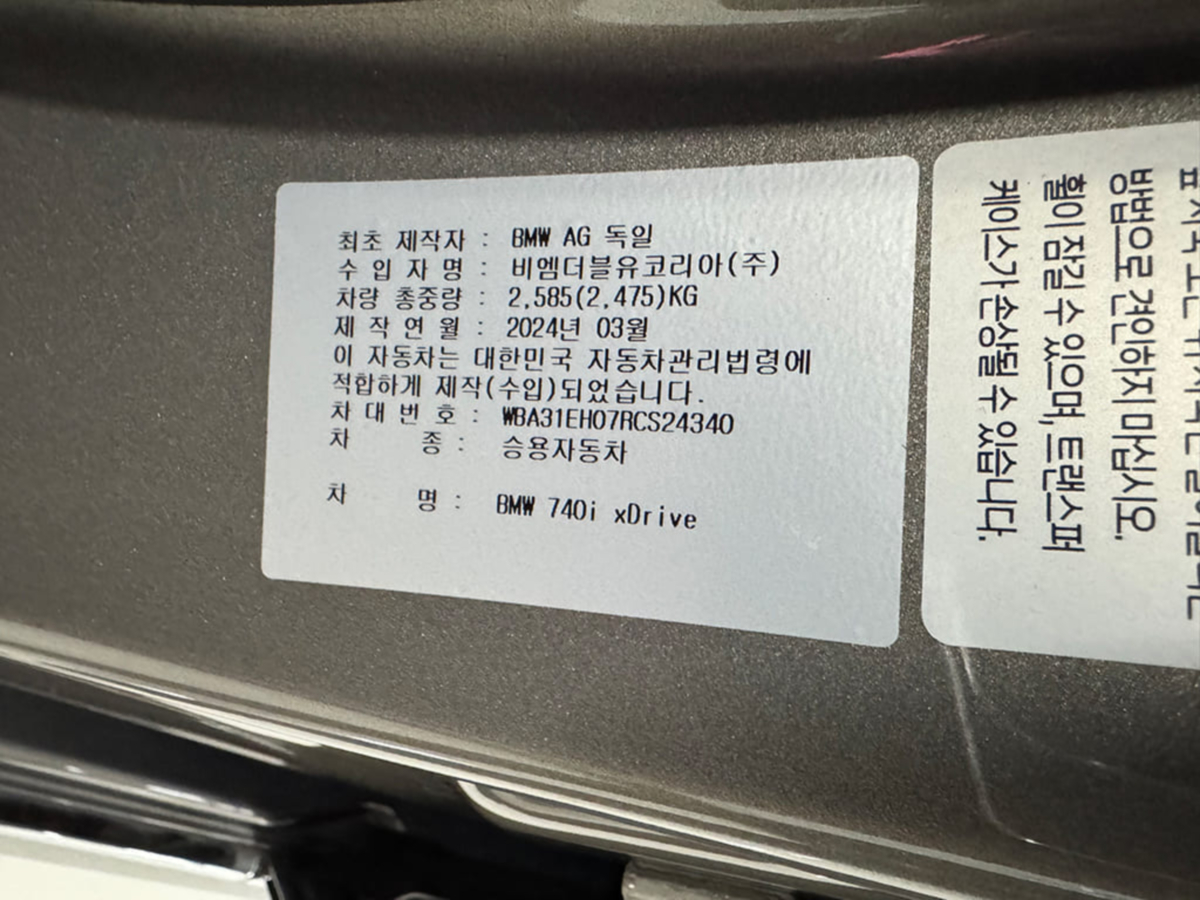 최초 제작자 : BMW AG 독일
수 입 자 명 : 비엠더블유코리아(주)
차량 총중량 : 2,585(2,475)KG
제 작 연 월 : 2024년 03월
이 자동차는 대한민국 자동차관리법령에
적합하게 제작(수입)되었습니다.
차 대 번 호 : WBA31EH07RCS24340
차 종 : 승용자동차
차 명 : BMW 740i xDrive
방법으로 견인하지 마십시오.
휠이 잠길 수 있으며, 트랜스퍼
케이스가 손상될 수 있습니다.